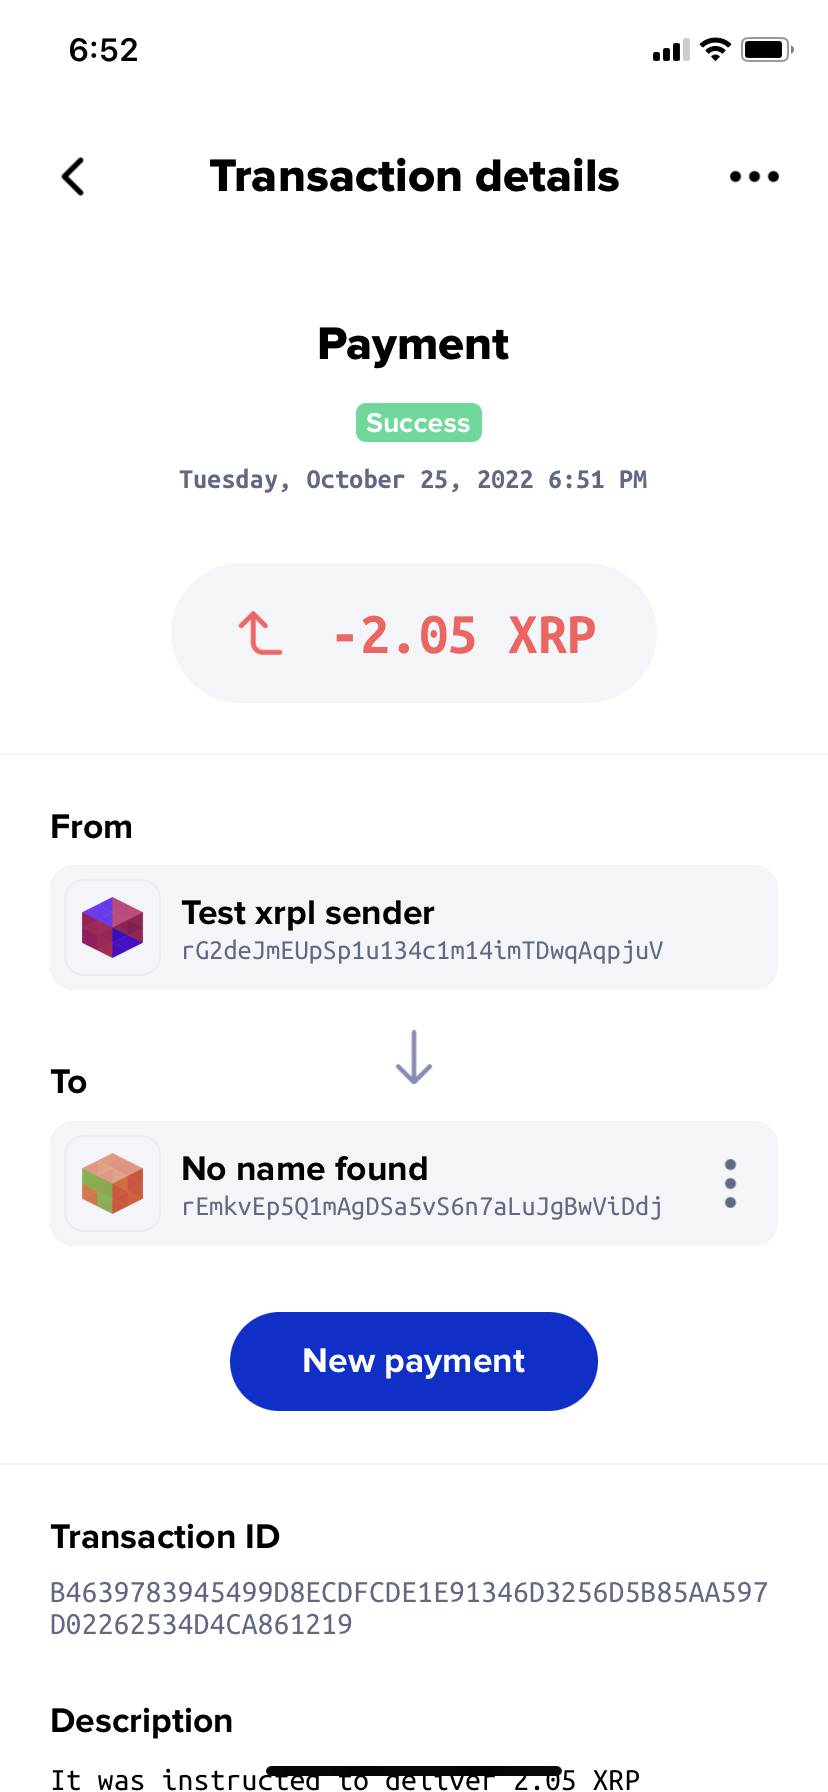 6:52
Transaction details
Payment
Success
Tuesday, October 25, 2022 6:51 PM
-2.05 XRP
From
Test xrpl sender
rG2deJmEUpSp1u134c1m14imTDwqAqpjuV
To
No name found
rEmkvEp5Q1mAgDSa5vS6n7aLuJgBwViDdj
New payment
Transaction ID
B4639783945499D8ECDFCDE1E91346D3256D5B85AA597
D02262534D4CA861219
Description
It was instructed to deliver 2.05 XRP